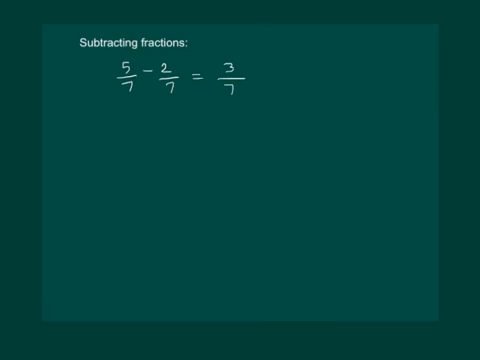 Subtracting fractions:
5/7 − 2/7 = 3/7